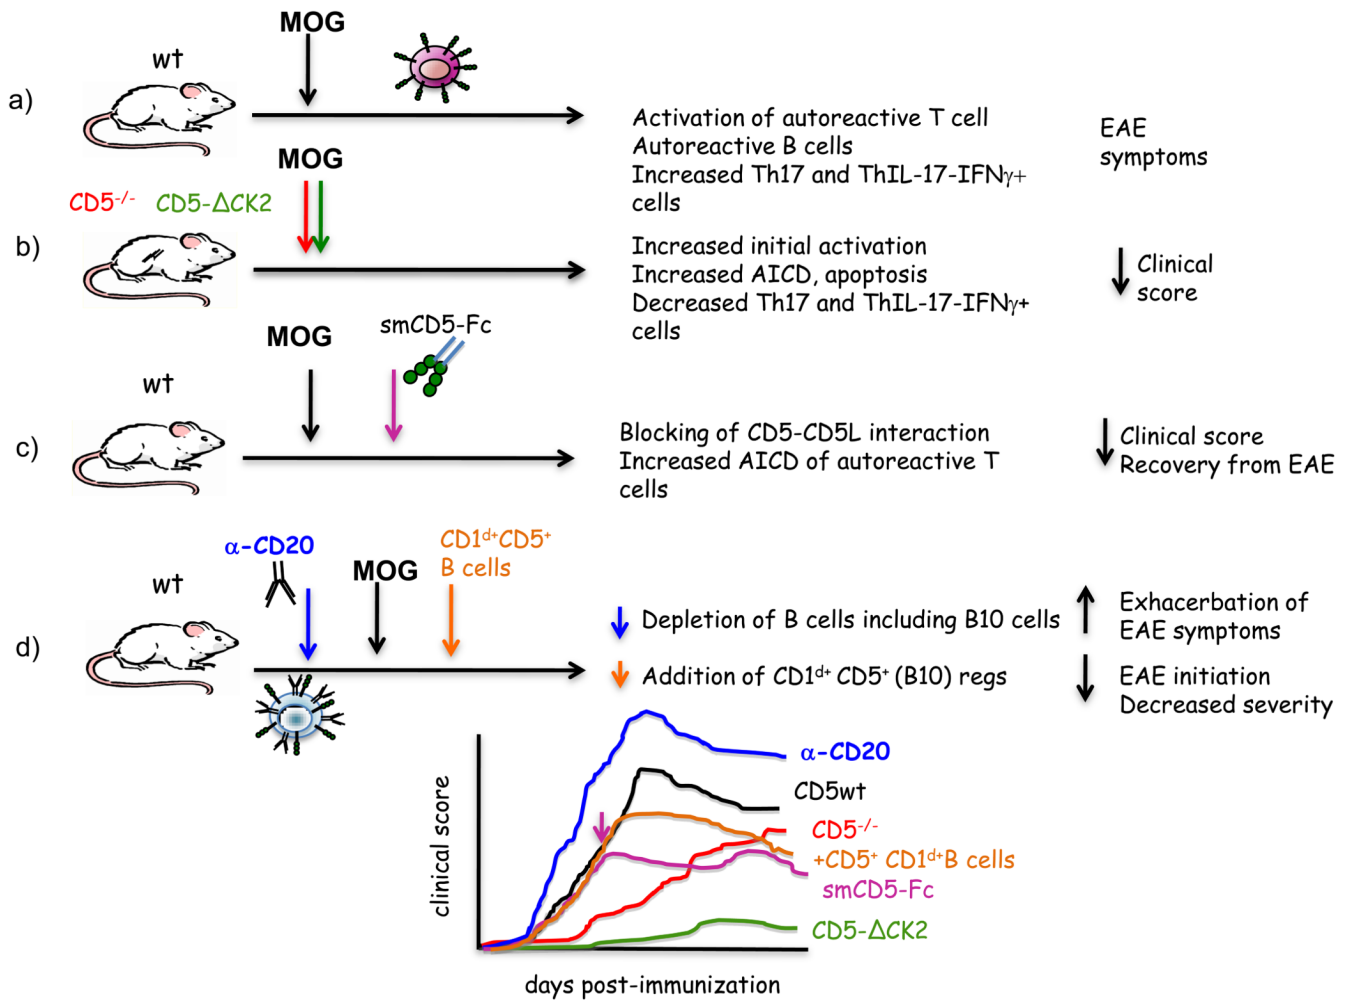 a)
wt
MOG
Activation of autoreactive T cell
Autoreactive B cells
Increased Th17 and ThIL-17-IFNγ+
cells
EAE
symptoms
b)
CD5-/- CD5-ΔCK2
MOG
Increased initial activation
Increased AICD, apoptosis
Decreased Th17 and ThIL-17-IFNγ+
cells
Clinical
score
c)
wt
MOG
smCD5-Fc
Blocking of CD5-CD5L interaction
Increased AICD of autoreactive T
cells
Clinical score
Recovery from EAE
d)
wt
α-CD20
MOG
CD1d+CD5+
B cells
Depletion of B cells including B10 cells
Addition of CD1d+ CD5+ (B10) regs
Exhacerbation of
EAE symptoms
EAE initiation
Decreased severity
clinical score
α-CD20
CD5wt
CD5-/-
+CD5+ CD1d+B cells
smCD5-Fc
CD5-ΔCK2
days post-immunization